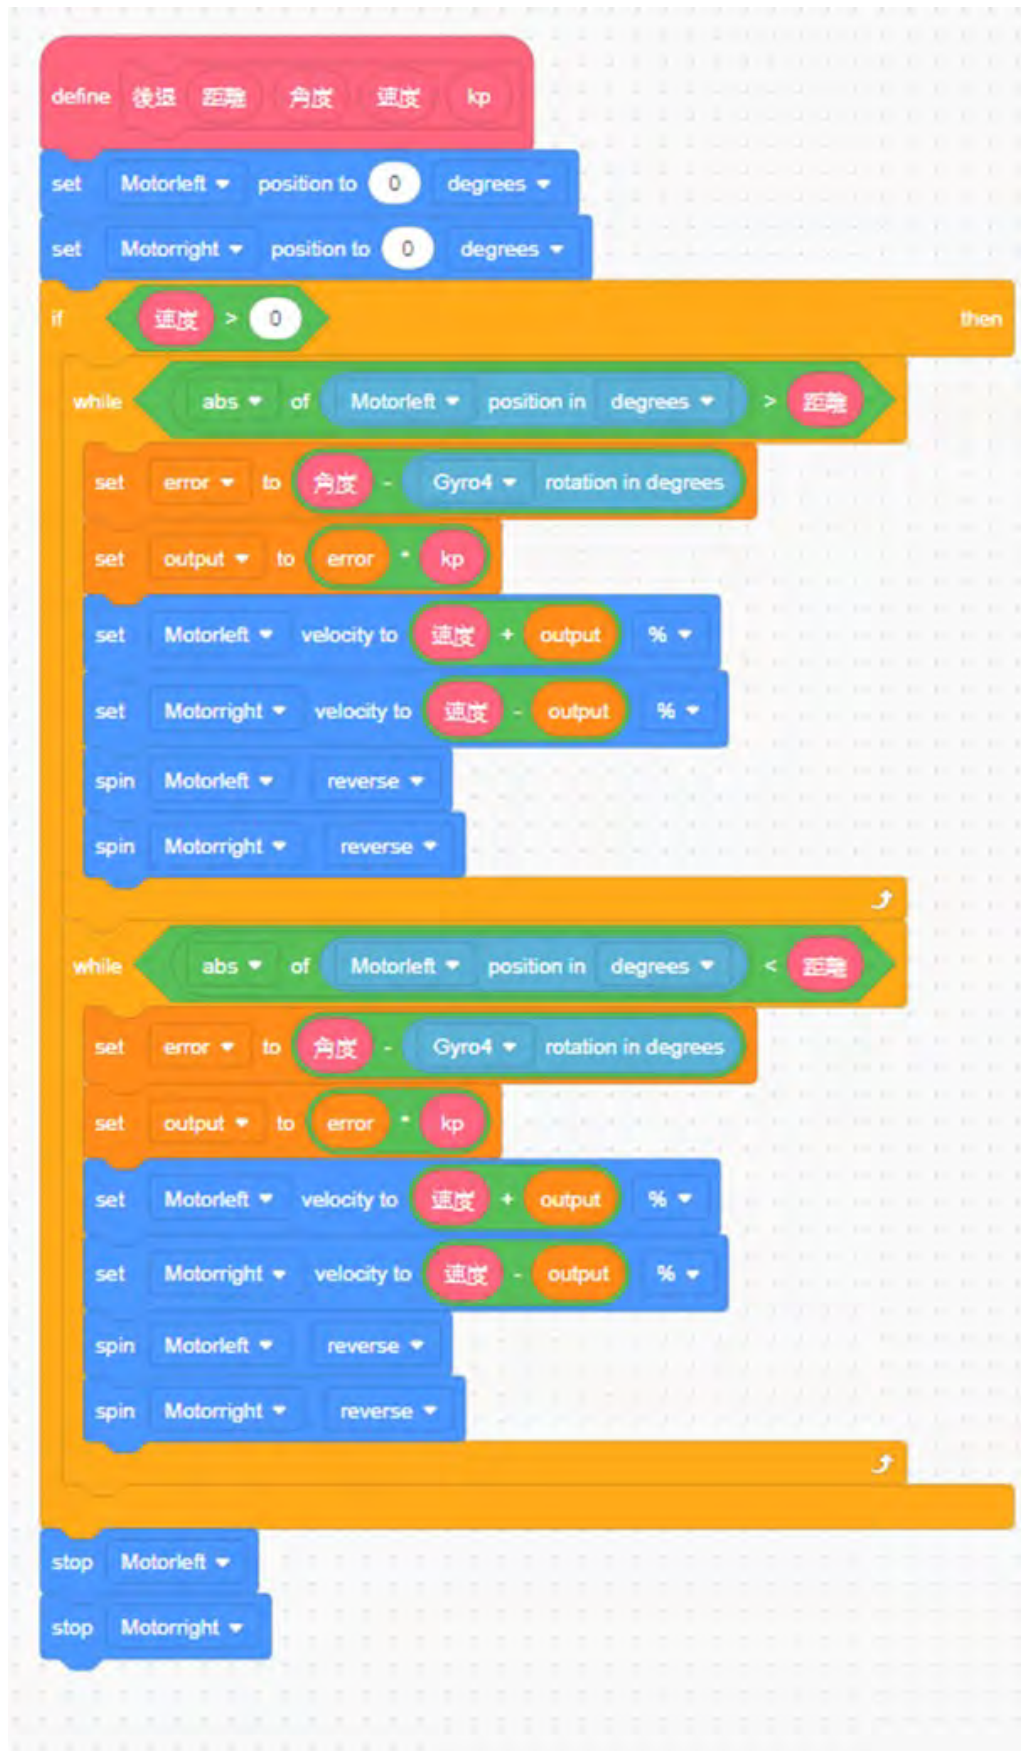 define 後退 距離 角度 速度 kp
set Motorleft position to 0 degrees
set Motorright position to 0 degrees
if 速度 > 0 then
while abs of Motorleft position in degrees > 距離
set error to 角度 - Gyro4 rotation in degrees
set output to error * kp
set Motorleft velocity to 速度 + output %
set Motorright velocity to 速度 - output %
spin Motorleft reverse
spin Motorright reverse
while abs of Motorleft position in degrees < 距離
set error to 角度 - Gyro4 rotation in degrees
set output to error * kp
set Motorleft velocity to 速度 + output %
set Motorright velocity to 速度 - output %
spin Motorleft reverse
spin Motorright reverse
stop Motorleft
stop Motorright